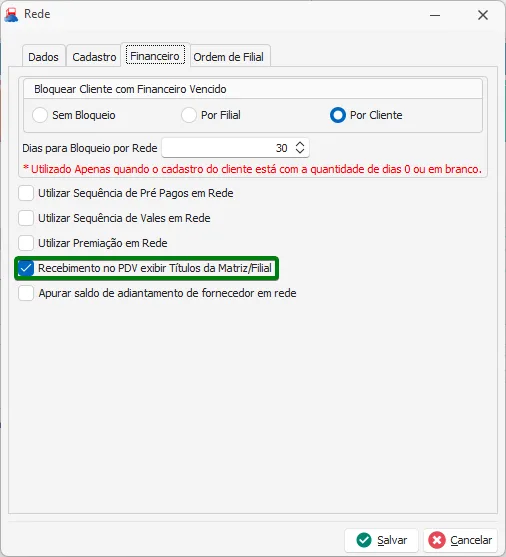 Rede
Dados Cadastro Financeiro Ordem de Filial
Bloquear Cliente com Financeiro Vencido
Sem Bloqueio Por Filial Por Cliente
Dias para Bloqueio por Rede 30
* Utilizado Apenas quando o cadastro do cliente está com a quantidade de dias 0 ou em branco.
Utilizar Sequência de Pré Pagos em Rede
Utilizar Sequência de Vales em Rede
Utilizar Premiação em Rede
Recebimento no PDV exibir Títulos da Matriz/Filial
Apurar saldo de adiantamento de fornecedor em rede
Salvar Cancelar